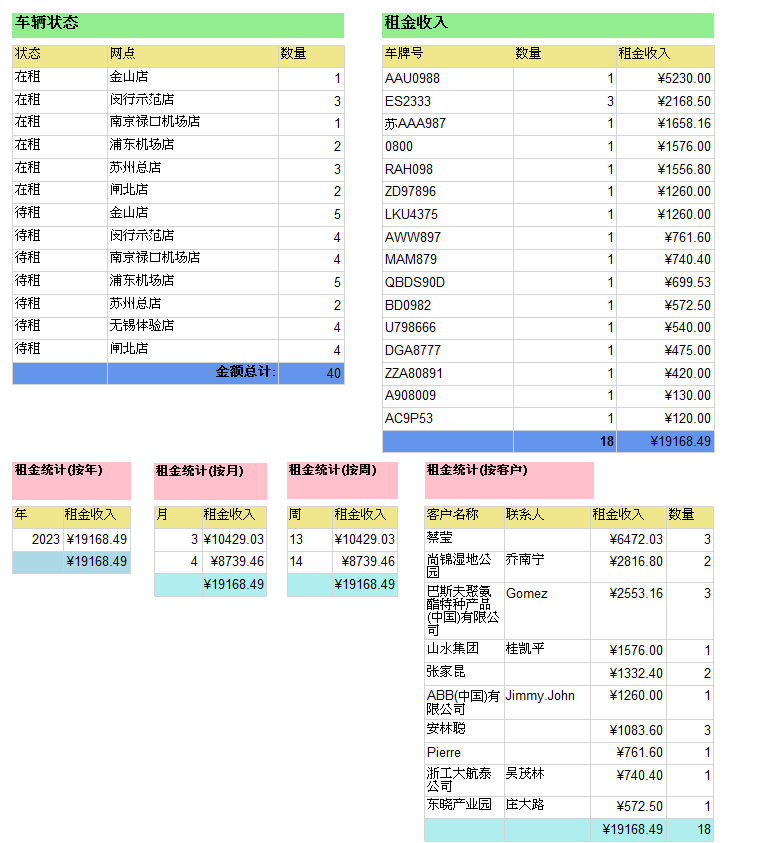 车辆状态
状态 网点 数量
在租 金山店 1
在租 闵行示范店 3
在租 南京禄口机场店 1
在租 浦东机场店 2
在租 苏州总店 3
在租 闸北店 2
待租 金山店 5
待租 闵行示范店 4
待租 南京禄口机场店 4
待租 浦东机场店 5
待租 苏州总店 2
待租 无锡体验店 4
待租 闸北店 4
金额总计: 40
租金收入
车牌号 数量 租金收入
AAU0988 1 ¥5230.00
ES2333 3 ¥2168.50
苏AAA987 1 ¥1658.16
0800 1 ¥1576.00
RAH098 1 ¥1556.80
ZD97896 1 ¥1260.00
LKU4375 1 ¥1260.00
AWW897 1 ¥761.60
MAM879 1 ¥740.40
QBDS90D 1 ¥699.53
BD0982 1 ¥572.50
U798666 1 ¥540.00
DGA8777 1 ¥475.00
ZZA80891 1 ¥420.00
A908009 1 ¥130.00
AC9P53 1 ¥120.00
18 ¥19168.49
租金统计(按年)
年 租金收入
2023 ¥19168.49
¥19168.49
租金统计(按月)
月 租金收入
3 ¥10429.03
4 ¥8739.46
¥19168.49
租金统计(按周)
周 租金收入
13 ¥10429.03
14 ¥8739.46
¥19168.49
租金统计(按客户)
客户名称 联系人 租金收入 数量
蔡莹 ¥6472.03 3
尚锦湿地公 乔南宁 ¥2816.80 2
园
巴斯夫聚氨 Gomez ¥2553.16 3
酯特种产品
(中国)有限公
司
山水集团 桂凯平 ¥1576.00 1
张家昆 ¥1332.40 2
ABB(中国)有 Jimmy.John ¥1260.00 1
限公司
安林聪 ¥1083.60 3
Pierre ¥761.60 1
浙工大航泰 吴茂林 ¥740.40 1
公司
东晓产业园 庄大路 ¥572.50 1
¥19168.49 18